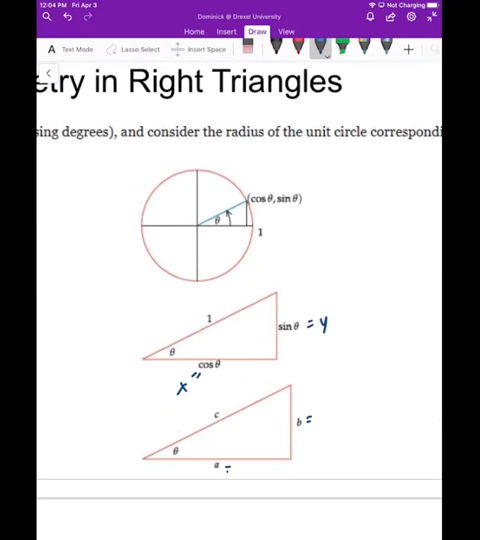 12:04 PM Fri Apr 3
Not Charging
Dominick @ Drexel University
Home Insert Draw View
A Text Mode Lasso Select Insert Space
etry in Right Triangles
sing degrees), and consider the radius of the unit circle correspondi
(cos θ, sin θ)
θ
1
1
sin θ = y
θ
cos θ
x "
c
b =
θ
a =